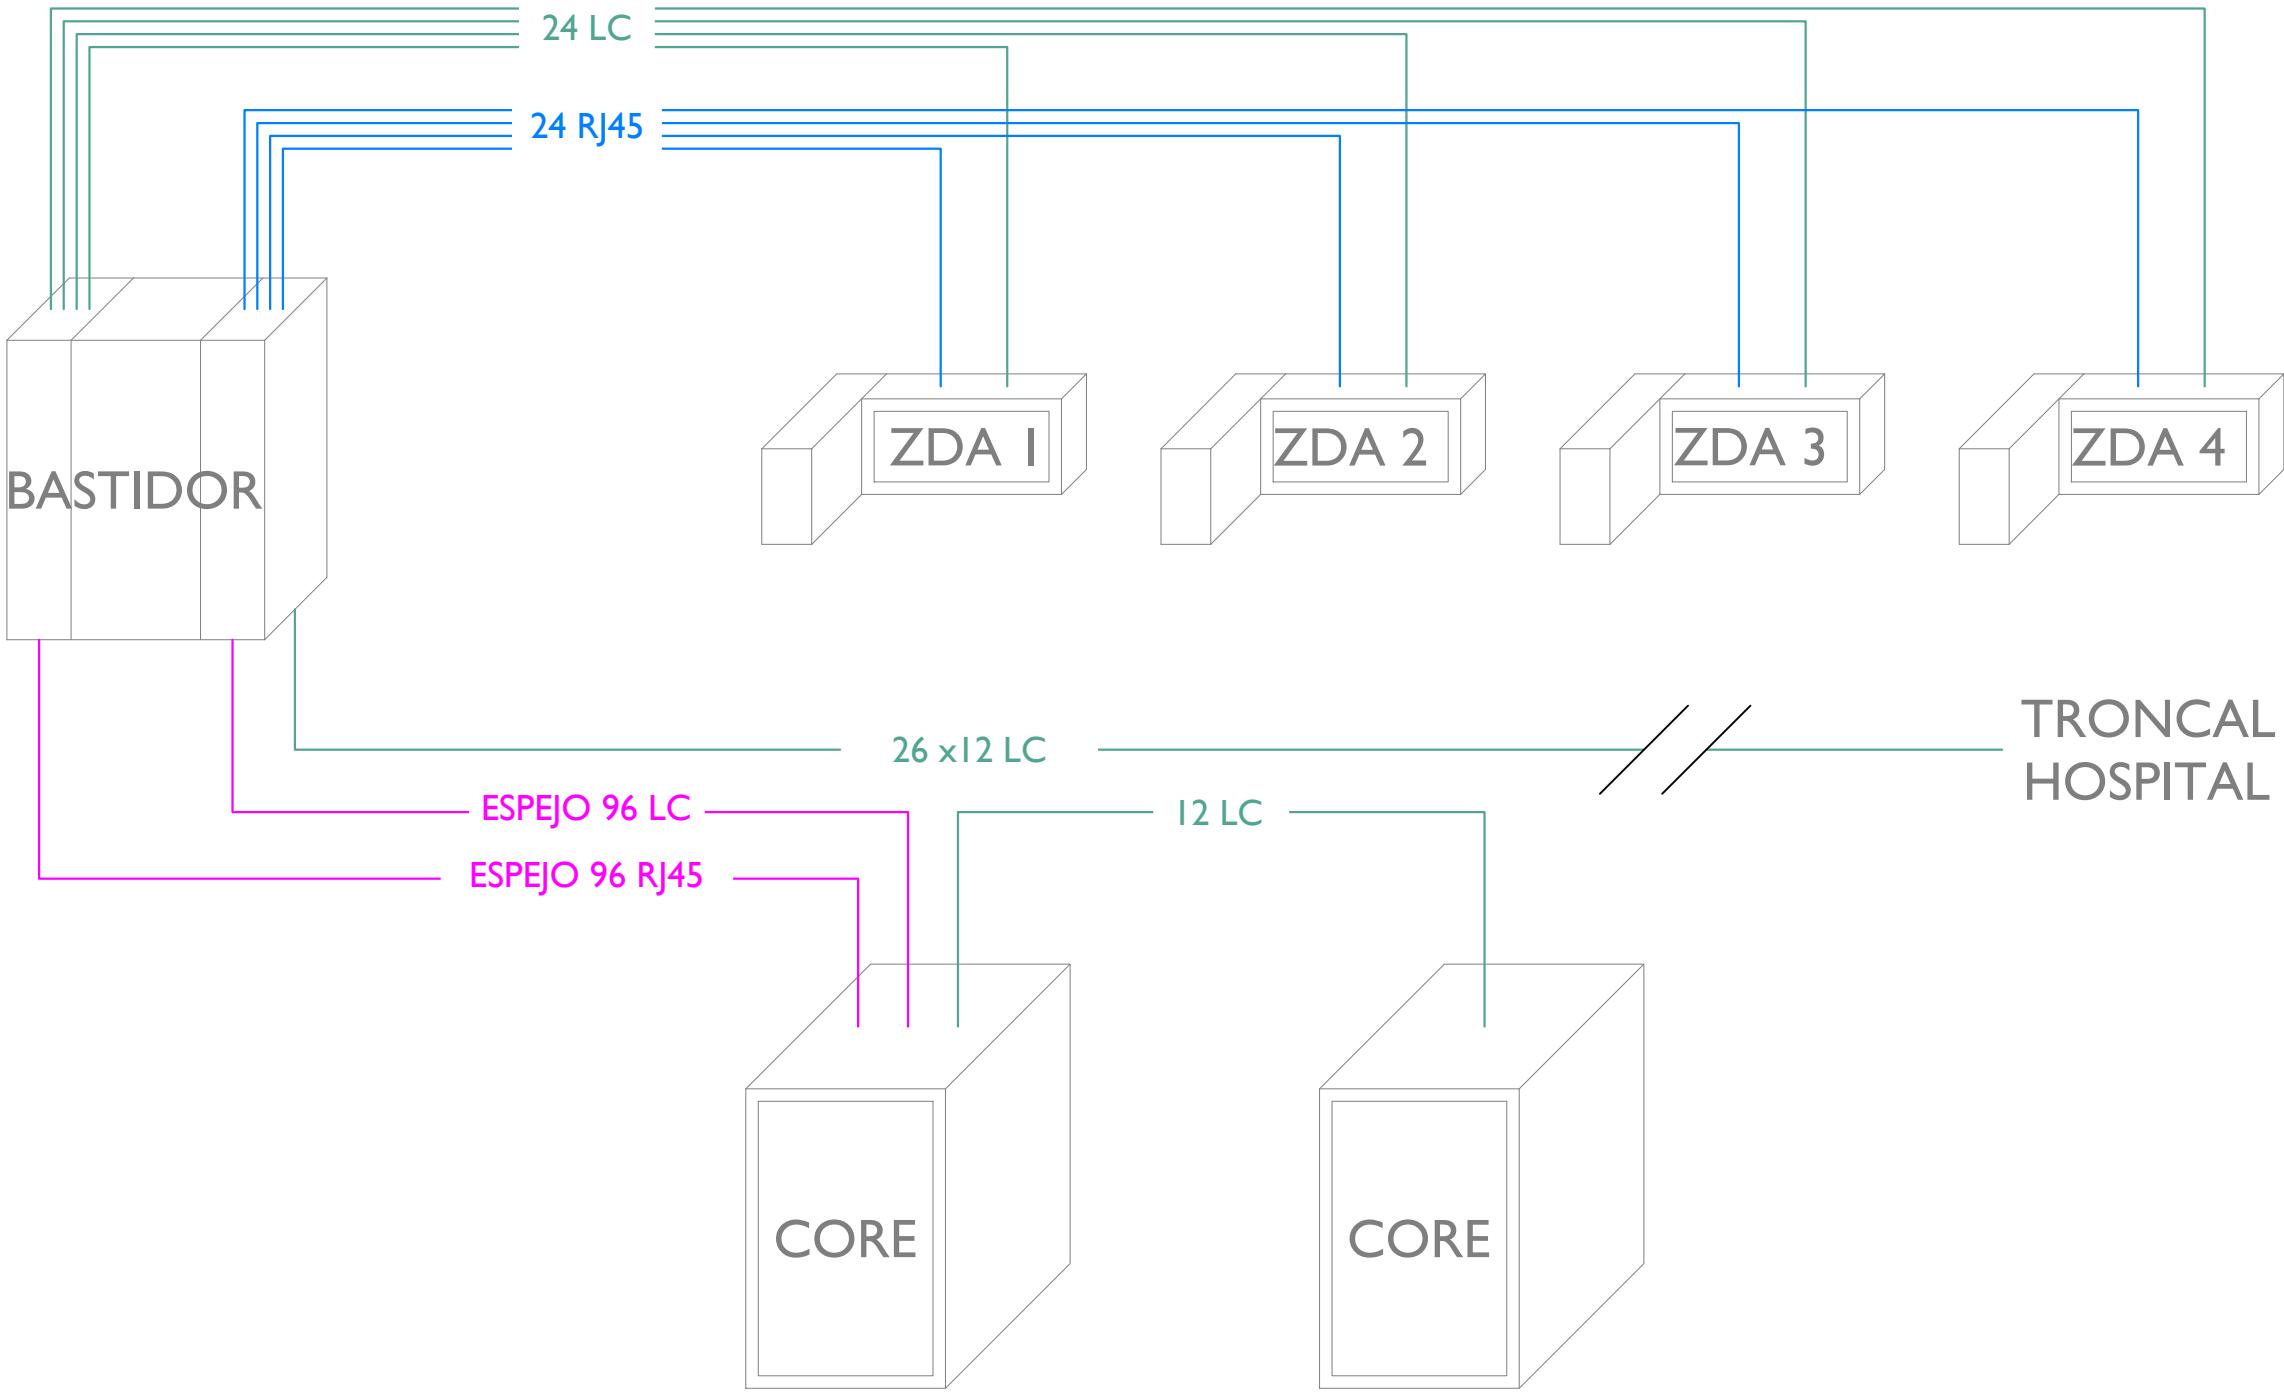 24 LC
24 RJ45
ZDA 1
ZDA 2
ZDA 3
ZDA 4
BASTIDOR
TRONCAL
HOSPITAL
26 x12 LC
ESPEJO 96 LC
12 LC
ESPEJO 96 RJ45
CORE
CORE